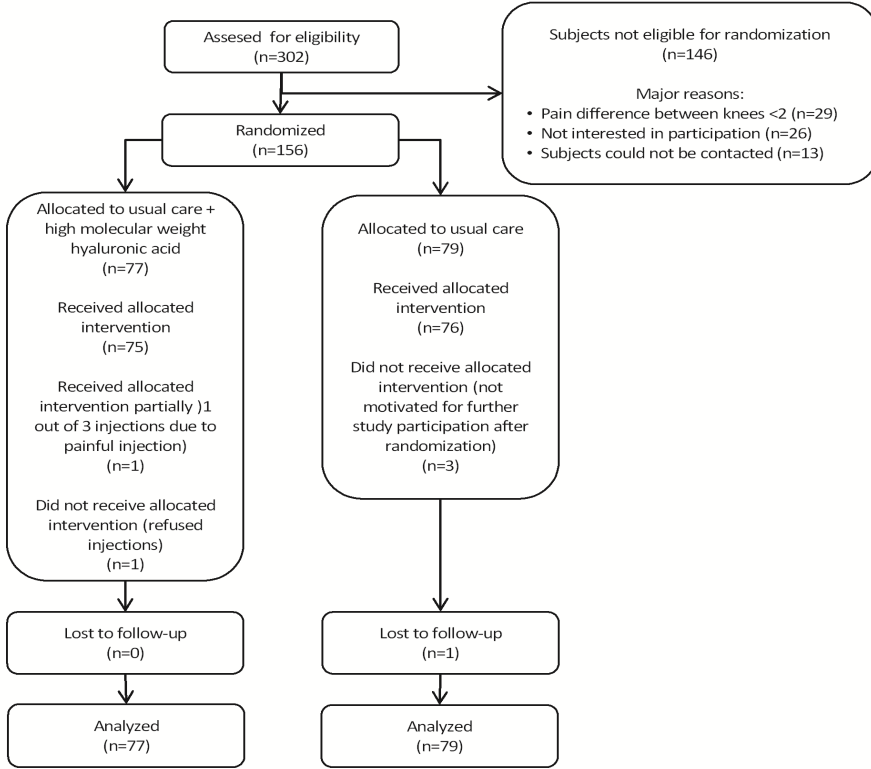 Assesed for eligibility
(n=302)
Subjects not eligible for randomization
(n=146)
Major reasons:
• Pain difference between knees <2 (n=29)
• Not interested in participation (n=26)
• Subjects could not be contacted (n=13)
Randomized
(n=156)
Allocated to usual care +
high molecular weight
hyaluronic acid
(n=77)
Received allocated
intervention
(n=75)
Received allocated
intervention partially )1
out of 3 injections due to
painful injection)
(n=1)
Did not receive allocated
intervention (refused
injections)
(n=1)
Allocated to usual care
(n=79)
Received allocated
intervention
(n=76)
Did not receive allocated
intervention (not
motivated for further
study participation after
randomization)
(n=3)
Lost to follow-up
(n=0)
Lost to follow-up
(n=1)
Analyzed
(n=77)
Analyzed
(n=79)